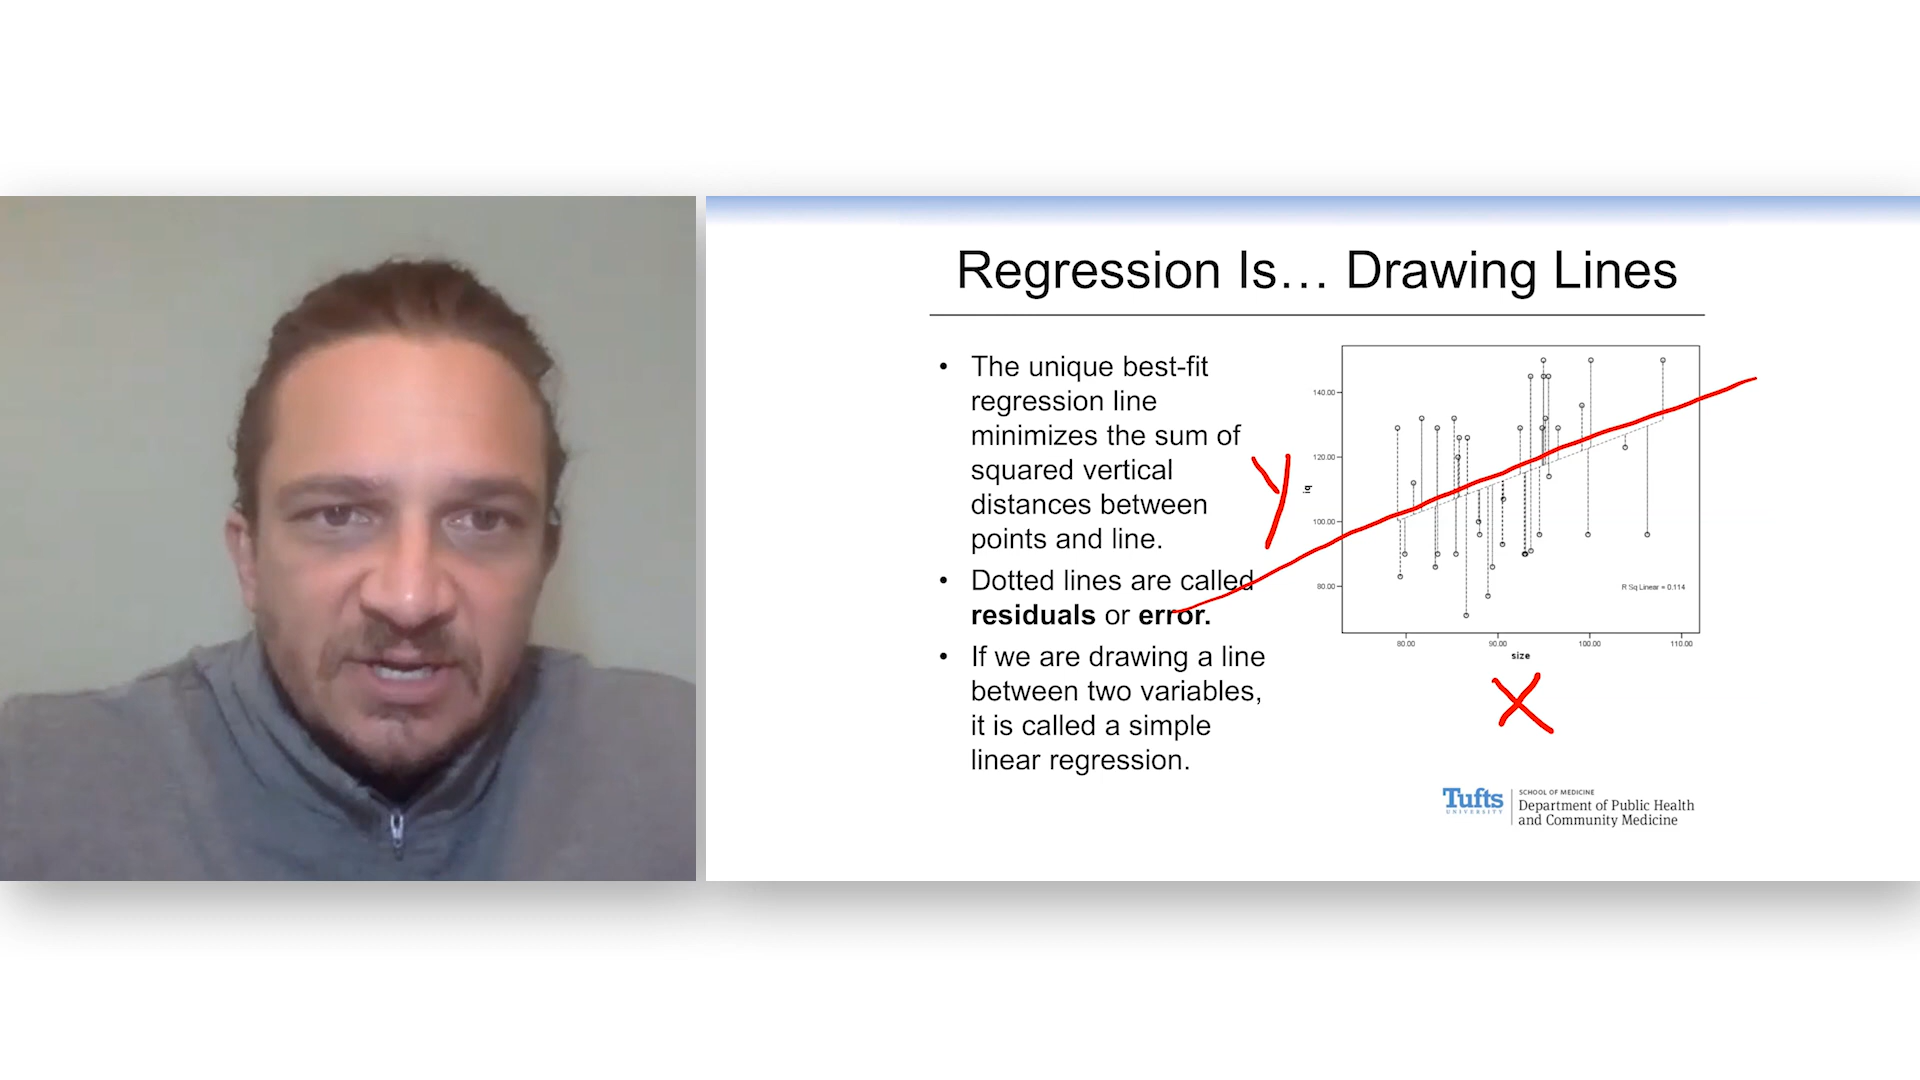 Regression Is… Drawing Lines
• The unique best-fit
regression line
minimizes the sum of
squared vertical
distances between
points and line.
• Dotted lines are called
residuals or error.
• If we are drawing a line
between two variables,
it is called a simple
linear regression.
Y
140.00
120.00
100.00
80.00
iq
R Sq Linear = 0.114
80.00 90.00 100.00 110.00
size
X
Tufts
UNIVERSITY
SCHOOL OF MEDICINE
Department of Public Health
and Community Medicine